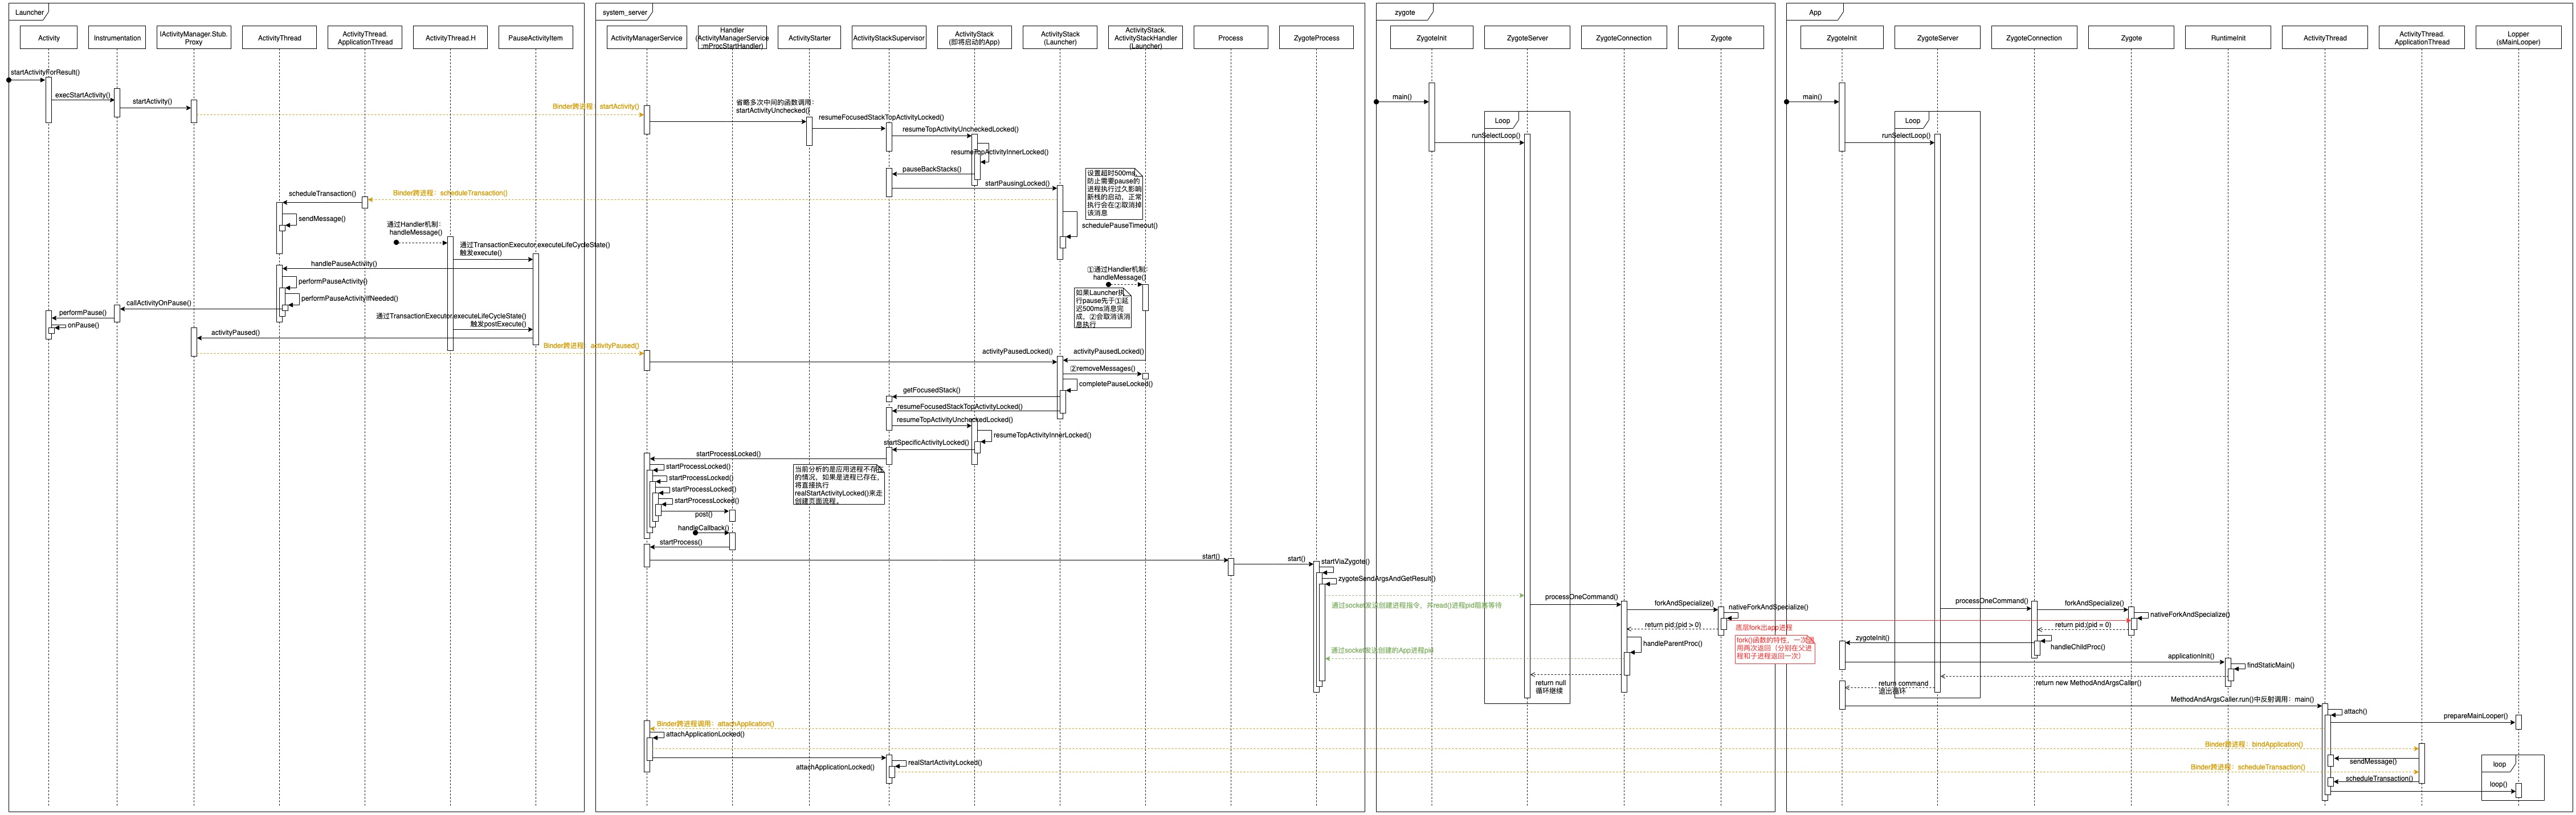 Launcher
system_server
zygote
App
Activity
Instrumentation
IActivityManager.Stub.
Proxy
ActivityThread
ActivityThread.
ApplicationThread
ActivityThread.H
PauseActivityItem
ActivityManagerService
Handler
(ActivityManagerService
:mProcStartHandler)
ActivityStarter
ActivityStackSupervisor
ActivityStack
(即将启动的App)
ActivityStack
(Launcher)
ActivityStack.
ActivityStackHandler
(Launcher)
Process
ZygoteProcess
ZygoteInit
ZygoteServer
ZygoteConnection
Zygote
ZygoteInit
ZygoteServer
ZygoteConnection
Zygote
RuntimeInit
ActivityThread
ActivityThread.
ApplicationThread
Lopper
(sMainLooper)
startActivityForResult()
execStartActivity()
startActivity()
Binder跨进程：startActivity()
省略多次中间的函数调用：
startActivityUnchecked()
resumeFocusedStackTopActivityLocked()
resumeTopActivityUncheckedLocked()
resumeTopActivityInnerLocked()
pauseBackStacks()
startPausingLocked()
设置超时500ms,
防止需要pause的
进程执行过久影响
新栈的启动，正常
执行会在②取消掉
该消息
schedulePauseTimeout()
Binder跨进程：scheduleTransaction()
scheduleTransaction()
sendMessage()
通过Handler机制：
handleMessage()
通过TransactionExecutor.executeLifeCycleState()
触发execute()
handlePauseActivity()
performPauseActivity()
performPauseActivityIfNeeded()
callActivityOnPause()
performPause()
onPause()
通过TransactionExecutor.executeLifeCycleState()
触发postExecute()
activityPaused()
Binder跨进程：activityPaused()
①通过Handler机制：
handleMessage()
如果Launcher执
行pause先于①延
迟500ms消息完
成，②会取消该消
息执行
activityPausedLocked()
activityPausedLocked()
②removeMessages()
completePauseLocked()
getFocusedStack()
resumeFocusedStackTopActivityLocked()
resumeTopActivityUncheckedLocked()
resumeTopActivityInnerLocked()
startSpecificActivityLocked()
startProcessLocked()
startProcessLocked()
startProcessLocked()
startProcessLocked()
startProcessLocked()
当前分析的是应用进程不存在
的情况，如果是进程已存在，
将直接执行
realStartActivityLocked()来走
创建页面流程。
post()
handleCallback()
startProcess()
start()
start()
startViaZygote()
zygoteSendArgsAndGetResult()
通过socket发送创建进程指令，并read()进程pid阻塞等待
通过socket发送创建的App进程pid
main()
Loop
runSelectLoop()
processOneCommand()
forkAndSpecialize()
nativeForkAndSpecialize()
return pid:(pid > 0)
底层fork出app进程
fork()函数的特性，一次调
用两次返回（分别在父进
程和子进程返回一次）
handleParentProc()
return null
循环继续
main()
Loop
runSelectLoop()
processOneCommand()
forkAndSpecialize()
nativeForkAndSpecialize()
return pid:(pid = 0)
zygoteInit()
handleChildProc()
applicationInit()
findStaticMain()
return new MethodAndArgsCaller()
return command
退出循环
MethodAndArgsCaller.run()中反射调用：main()
attach()
prepareMainLooper()
Binder跨进程调用：attachApplication()
attachApplicationLocked()
Binder跨进程：bindApplication()
attachApplicationLocked()
realStartActivityLocked()
sendMessage()
Binder跨进程：scheduleTransaction()
scheduleTransaction()
loop
loop()